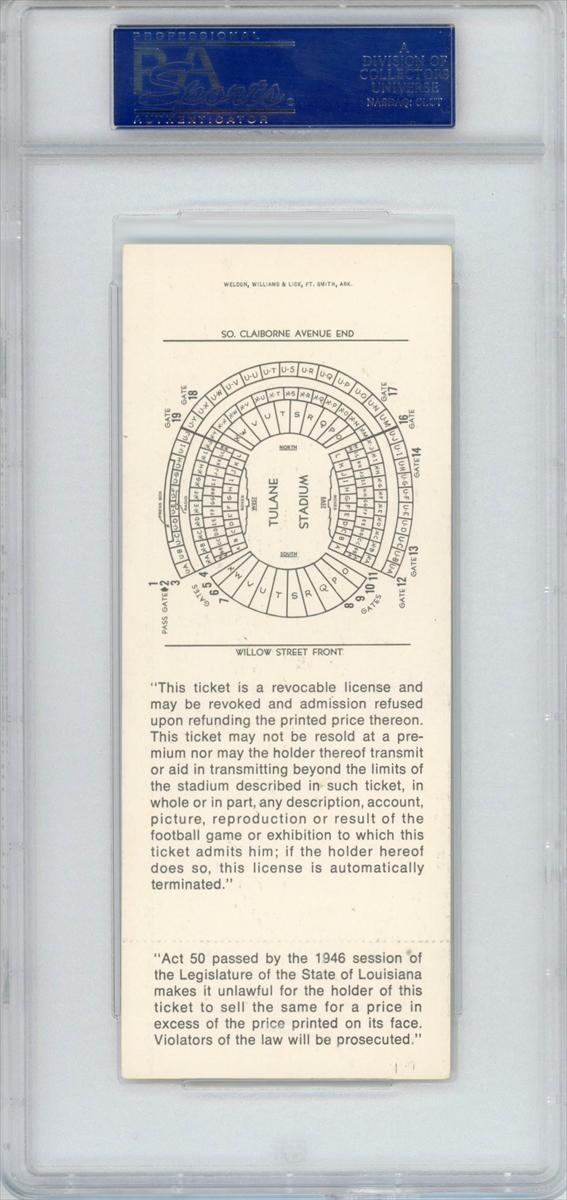 PROFESSIONAL
PSA
Sports
AUTHENTICATOR
A
DIVISION OF
COLLECTORS
UNIVERSE
NASDAQ: CLCT
WELDON, WILLIAMS & LICK, FT. SMITH, ARK.
SO. CLAIBORNE AVENUE END
GATE 18
GATE 19
GATE 17
GATE 16
GATE 14
NORTH
WEST
TULANE
STADIUM
EAST
SOUTH
PRESS BOX
RADIO
1
PASS GATE 2
3
4
5
6
7
GATES
8
9
10
11
GATES
GATE 12
GATE 13
WILLOW STREET FRONT
"This ticket is a revocable license and
may be revoked and admission refused
upon refunding the printed price thereon.
This ticket may not be resold at a pre-
mium nor may the holder thereof transmit
or aid in transmitting beyond the limits of
the stadium described in such ticket, in
whole or in part, any description, account,
picture, reproduction or result of the
football game or exhibition to which this
ticket admits him; if the holder hereof
does so, this license is automatically
terminated."
"Act 50 passed by the 1946 session of
the Legislature of the State of Louisiana
makes it unlawful for the holder of this
ticket to sell the same for a price in
excess of the price printed on its face.
Violators of the law will be prosecuted."